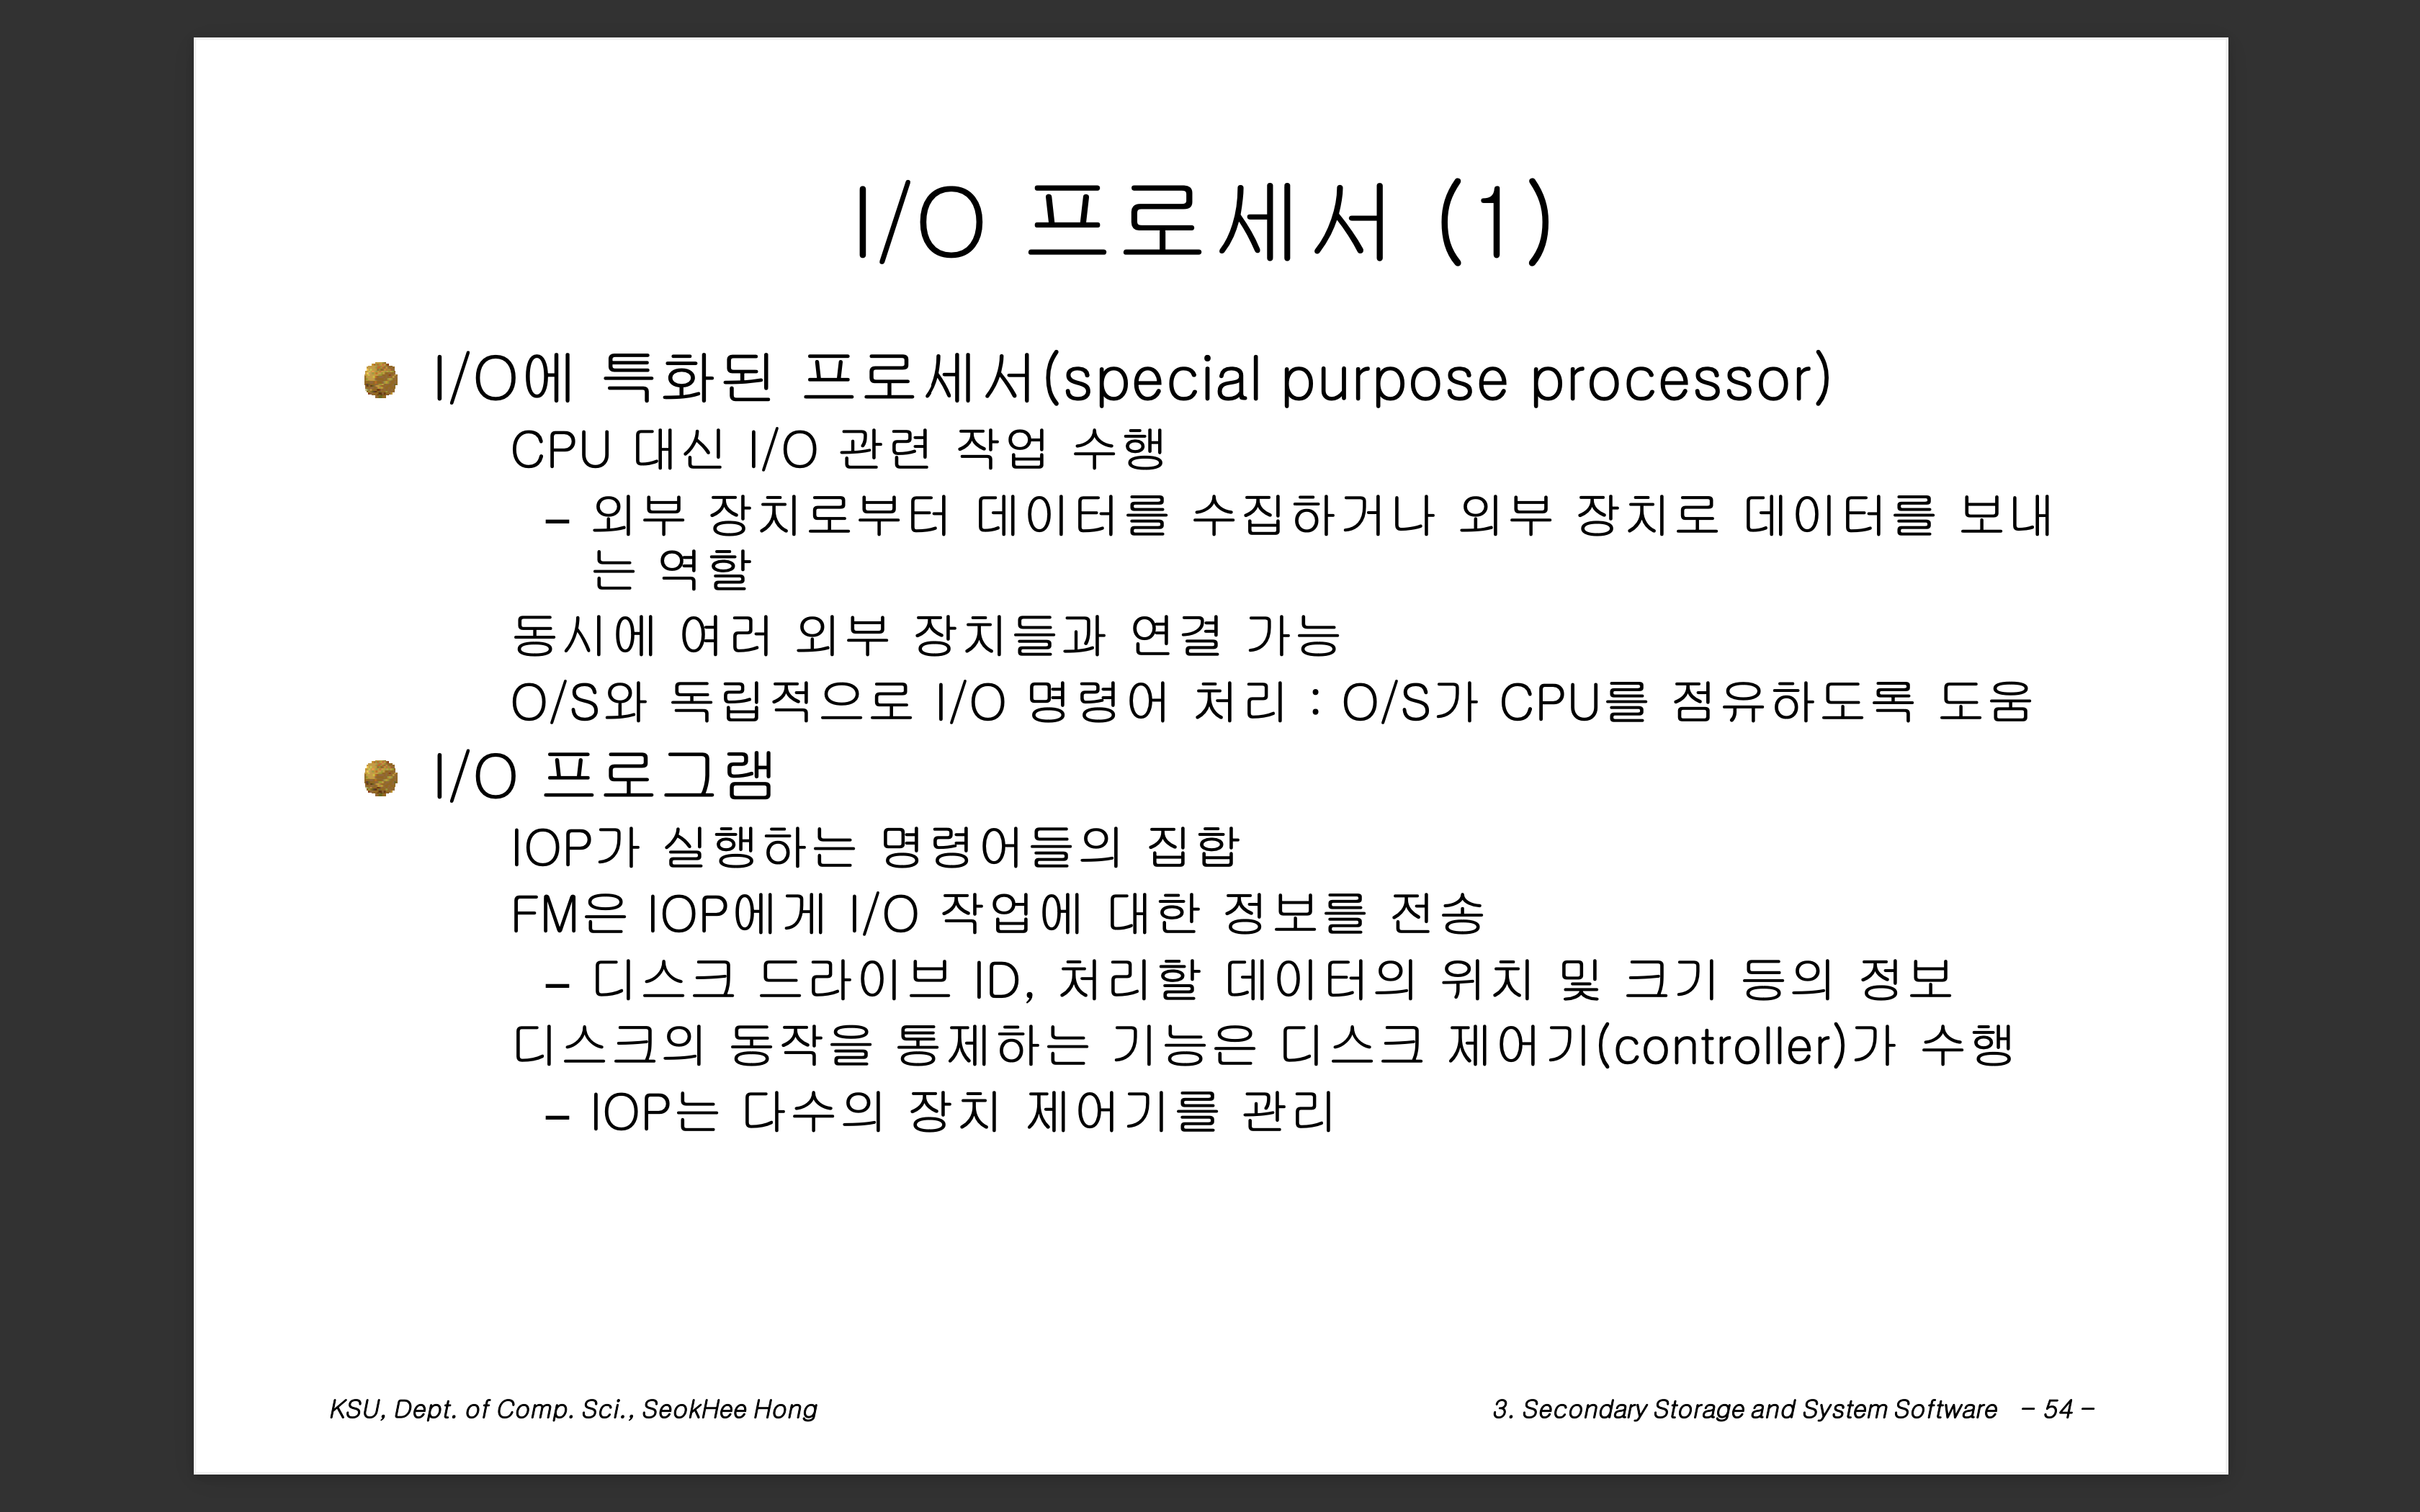 I/O 프로세서 (1)
I/O에 특화된 프로세서(special purpose processor)
CPU 대신 I/O 관련 작업 수행
– 외부 장치로부터 데이터를 수집하거나 외부 장치로 데이터를 보내
는 역할
동시에 여러 외부 장치들과 연결 가능
O/S와 독립적으로 I/O 명령어 처리 : O/S가 CPU를 점유하도록 도움
I/O 프로그램
IOP가 실행하는 명령어들의 집합
FM은 IOP에게 I/O 작업에 대한 정보를 전송
– 디스크 드라이브 ID, 처리할 데이터의 위치 및 크기 등의 정보
디스크의 동작을 통제하는 기능은 디스크 제어기(controller)가 수행
– IOP는 다수의 장치 제어기를 관리
KSU, Dept. of Comp. Sci., SeokHee Hong
3. Secondary Storage and System Software – 54 –